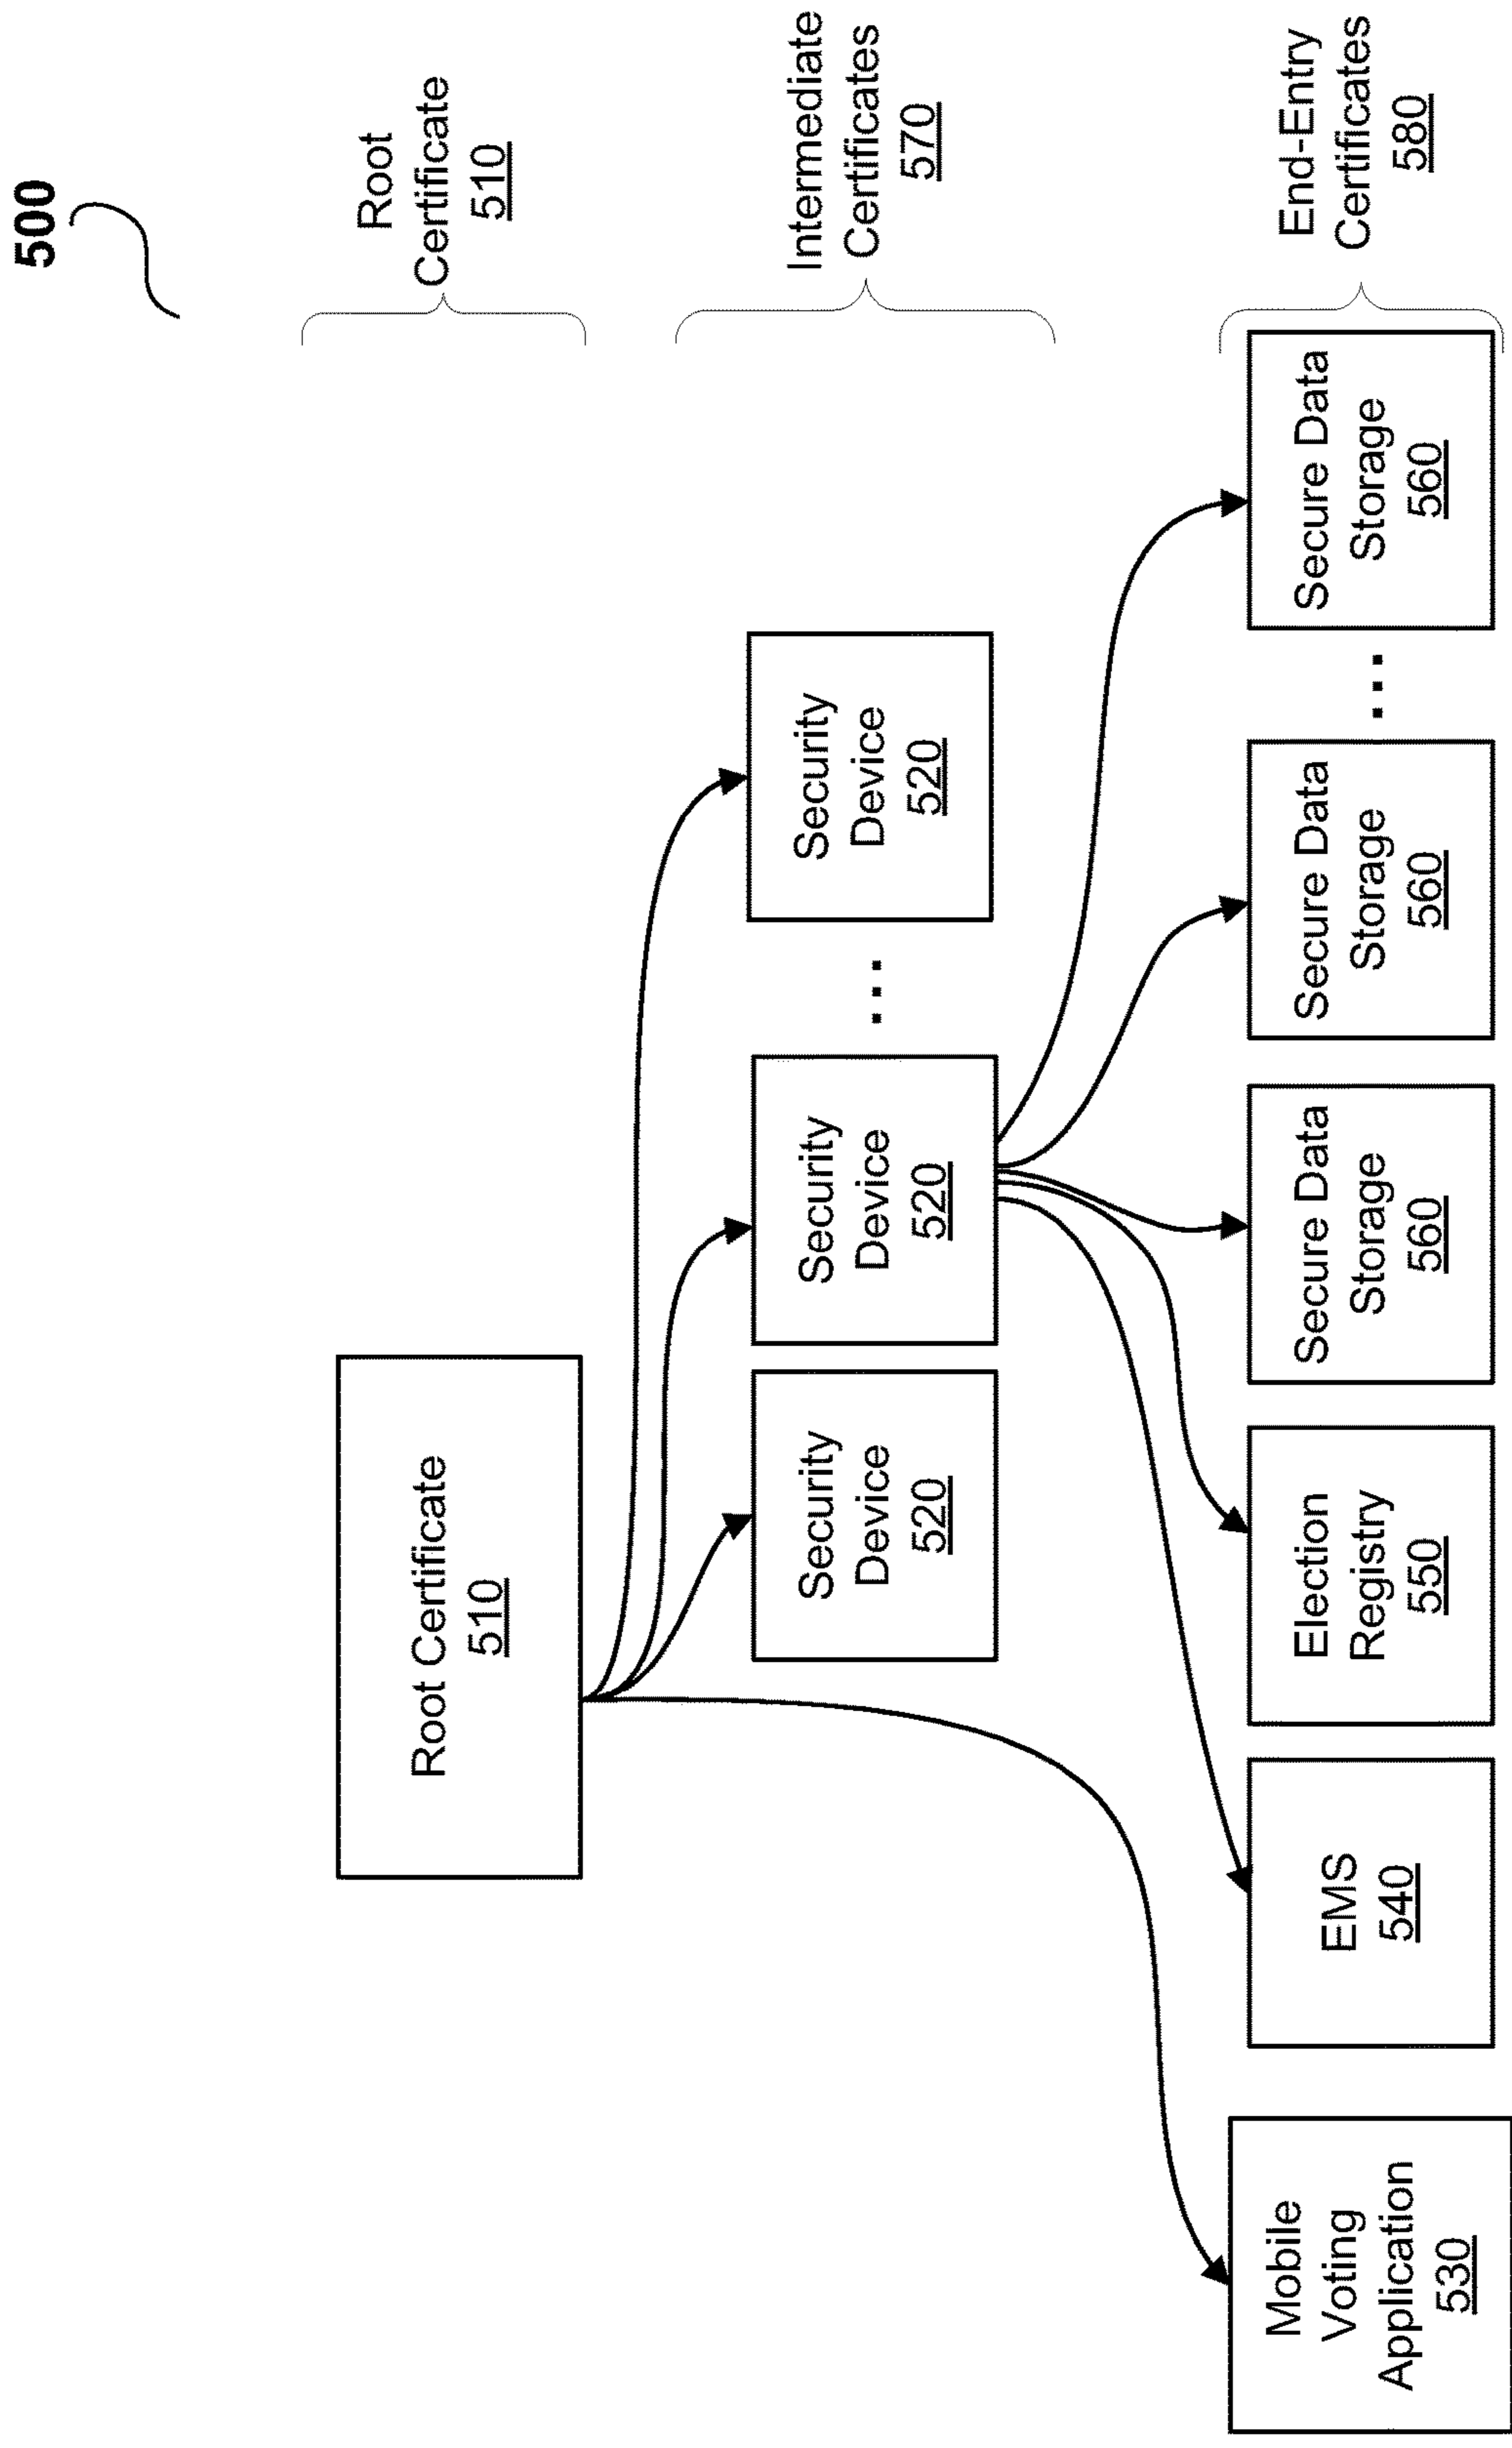 500
Root Certificate
510
Root
Certificate
510
Security
Device
520
Security
Device
520
...
Security
Device
520
Intermediate
Certificates
570
Mobile
Voting
Application
530
EMS
540
Election
Registry
550
Secure Data
Storage
560
Secure Data
Storage
560
...
Secure Data
Storage
560
End-Entry
Certificates
580